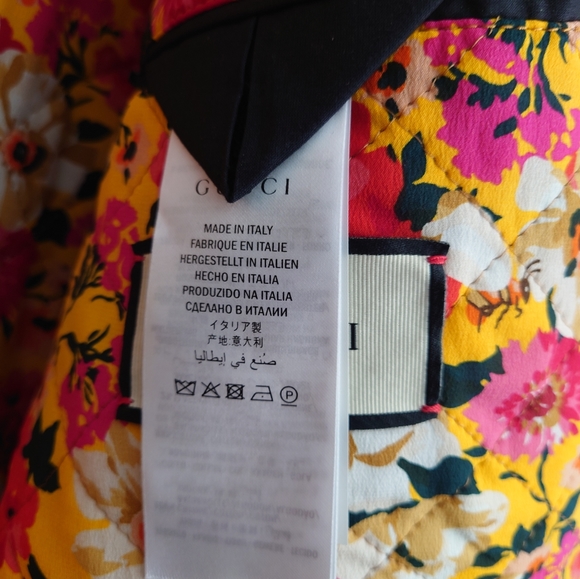 GUCCI
MADE IN ITALY
FABRIQUE EN ITALIE
HERGESTELLT IN ITALIEN
HECHO EN ITALIA
PRODUZIDO NA ITALIA
СДЕЛАНО В ИТАЛИИ
イタリア製
产地:意大利
صُنع في إيطاليا
P
I